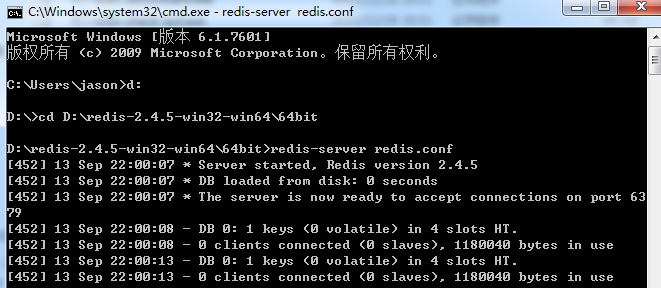 C:\Windows\system32\cmd.exe - redis-server redis.conf
Microsoft Windows [版本 6.1.7601]
版权所有 (c) 2009 Microsoft Corporation。保留所有权利。
C:\Users\jason>d:
D:\>cd D:\redis-2.4.5-win32-win64\64bit
D:\redis-2.4.5-win32-win64\64bit>redis-server redis.conf
[452] 13 Sep 22:00:07 * Server started, Redis version 2.4.5
[452] 13 Sep 22:00:07 * DB loaded from disk: 0 seconds
[452] 13 Sep 22:00:07 * The server is now ready to accept connections on port 63
79
[452] 13 Sep 22:00:08 - DB 0: 1 keys (0 volatile) in 4 slots HT.
[452] 13 Sep 22:00:08 - 0 clients connected (0 slaves), 1180040 bytes in use
[452] 13 Sep 22:00:13 - DB 0: 1 keys (0 volatile) in 4 slots HT.
[452] 13 Sep 22:00:13 - 0 clients connected (0 slaves), 1180040 bytes in use